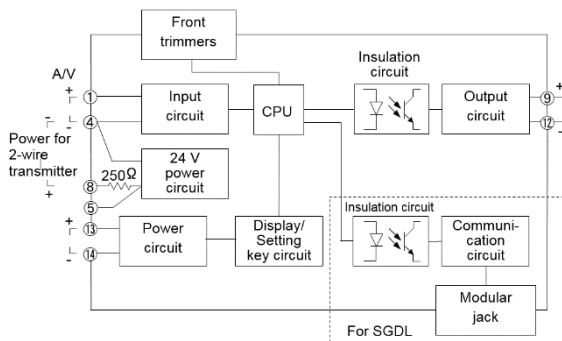 Front
trimmers
A/V
Insulation
circuit
+
1
-
Input
circuit
CPU
Output
circuit
9
+
-
4
12
-
Power for
2-wire
transmitter
24 V
power
circuit
250Ω
8
+
5
+
13
-
14
Power
circuit
Display/
Setting
key circuit
Insulation circuit
Communi-
cation
circuit
Modular
jack
For SGDL